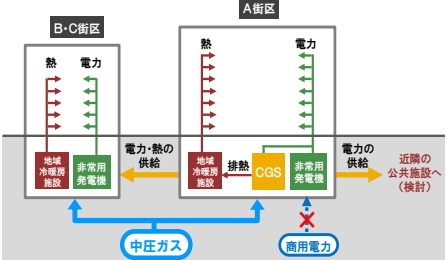 A街区
B・C街区
熱
電力
熱
電力
電力・熱の
供給
電力の
供給
地域
冷暖房
施設
非常用
発電機
地域
冷暖房
施設
排熱
CGS
非常用
発電機
近隣の
公共施設へ
（検討）
中圧ガス
商用電力